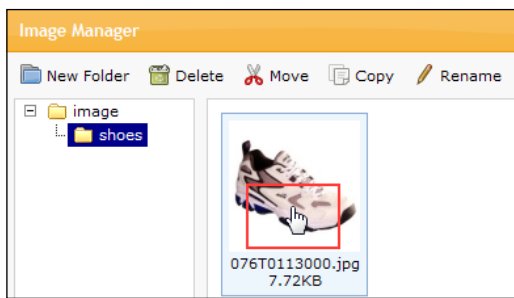 Image Manager
New Folder Delete Move Copy Rename
image
shoes
076T0113000.jpg
7.72KB